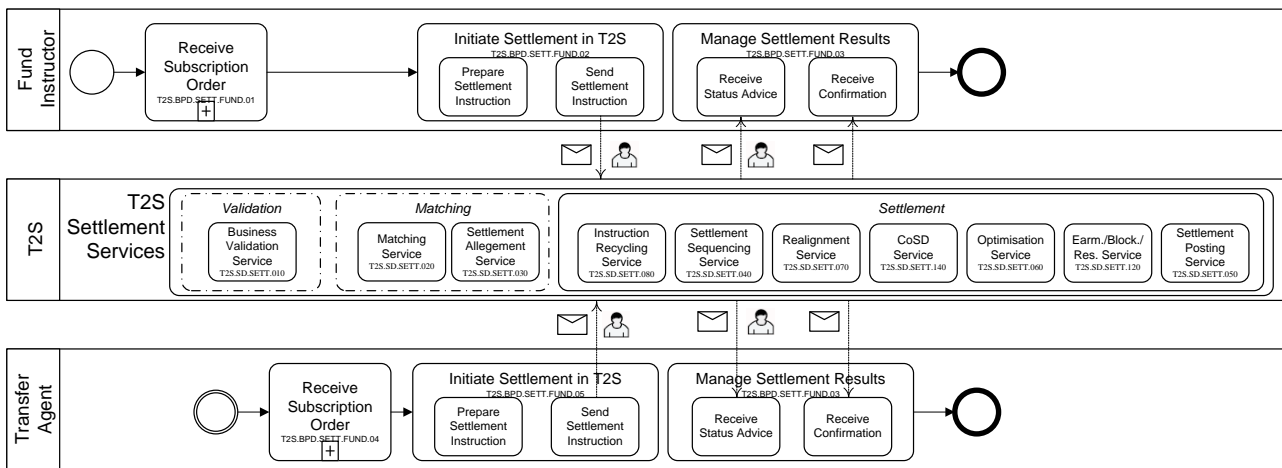 Fund
Instructor
Receive
Subscription
Order
T2S.BPD.SETT.FUND.01
+
Initiate Settlement in T2S
T2S.BPD.SETT.FUND.02
Prepare
Settlement
Instruction
Send
Settlement
Instruction
Manage Settlement Results
T2S.BPD.SETT.FUND.03
Receive
Status Advice
Receive
Confirmation
T2S
T2S
Settlement
Services
Validation
Business
Validation
Service
T2S.SD.SETT.010
Matching
Matching
Service
T2S.SD.SETT.020
Settlement
Allegement
Service
T2S.SD.SETT.030
Settlement
Instruction
Recycling
Service
T2S.SD.SETT.080
Settlement
Sequencing
Service
T2S.SD.SETT.040
Realignment
Service
T2S.SD.SETT.070
CoSD
Service
T2S.SD.SETT.140
Optimisation
Service
T2S.SD.SETT.060
Earm./Block./
Res. Service
T2S.SD.SETT.120
Settlement
Posting
Service
T2S.SD.SETT.050
Transfer
Agent
Receive
Subscription
Order
T2S.BPD.SETT.FUND.04
+
Initiate Settlement in T2S
T2S.BPD.SETT.FUND.05
Prepare
Settlement
Instruction
Send
Settlement
Instruction
Manage Settlement Results
T2S.BPD.SETT.FUND.03
Receive
Status Advice
Receive
Confirmation